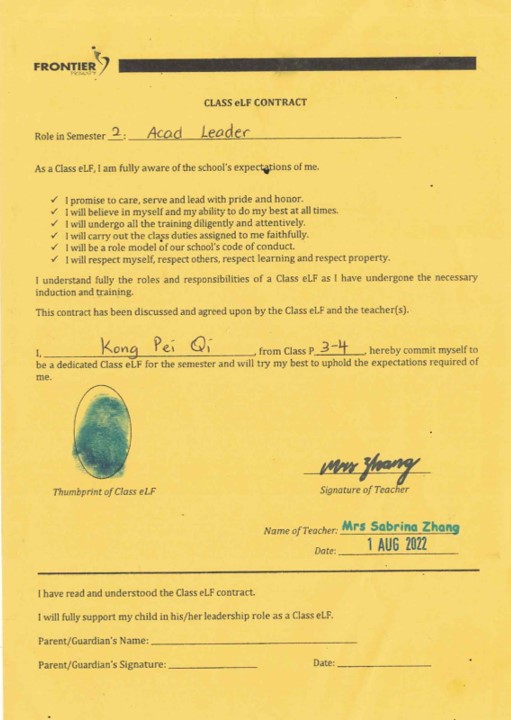 FRONTIER
PRIMARY
CLASS eLF CONTRACT
Role in Semester 2: Acad Leader
As a Class eLF, I am fully aware of the school's expectations of me.
✓ I promise to care, serve and lead with pride and honor.
✓ I will believe in myself and my ability to do my best at all times.
✓ I will undergo all the training diligently and attentively.
✓ I will carry out the class duties assigned to me faithfully.
✓ I will be a role model of our school's code of conduct.
✓ I will respect myself, respect others, respect learning and respect property.
I understand fully the roles and responsibilities of a Class eLF as I have undergone the necessary
induction and training.
This contract has been discussed and agreed upon by the Class eLF and the teacher(s).
I, Kong Pei Qi, from Class P 3-4, hereby commit myself to
be a dedicated Class eLF for the semester and will try my best to uphold the expectations required of
me.
Mrs Zhang
Thumbprint of Class eLF
Signature of Teacher
Name of Teacher: Mrs Sabrina Zhang
Date: 1 AUG 2022
I have read and understood the Class eLF contract.
I will fully support my child in his/her leadership role as a Class eLF.
Parent/Guardian's Name:
Parent/Guardian's Signature: Date: